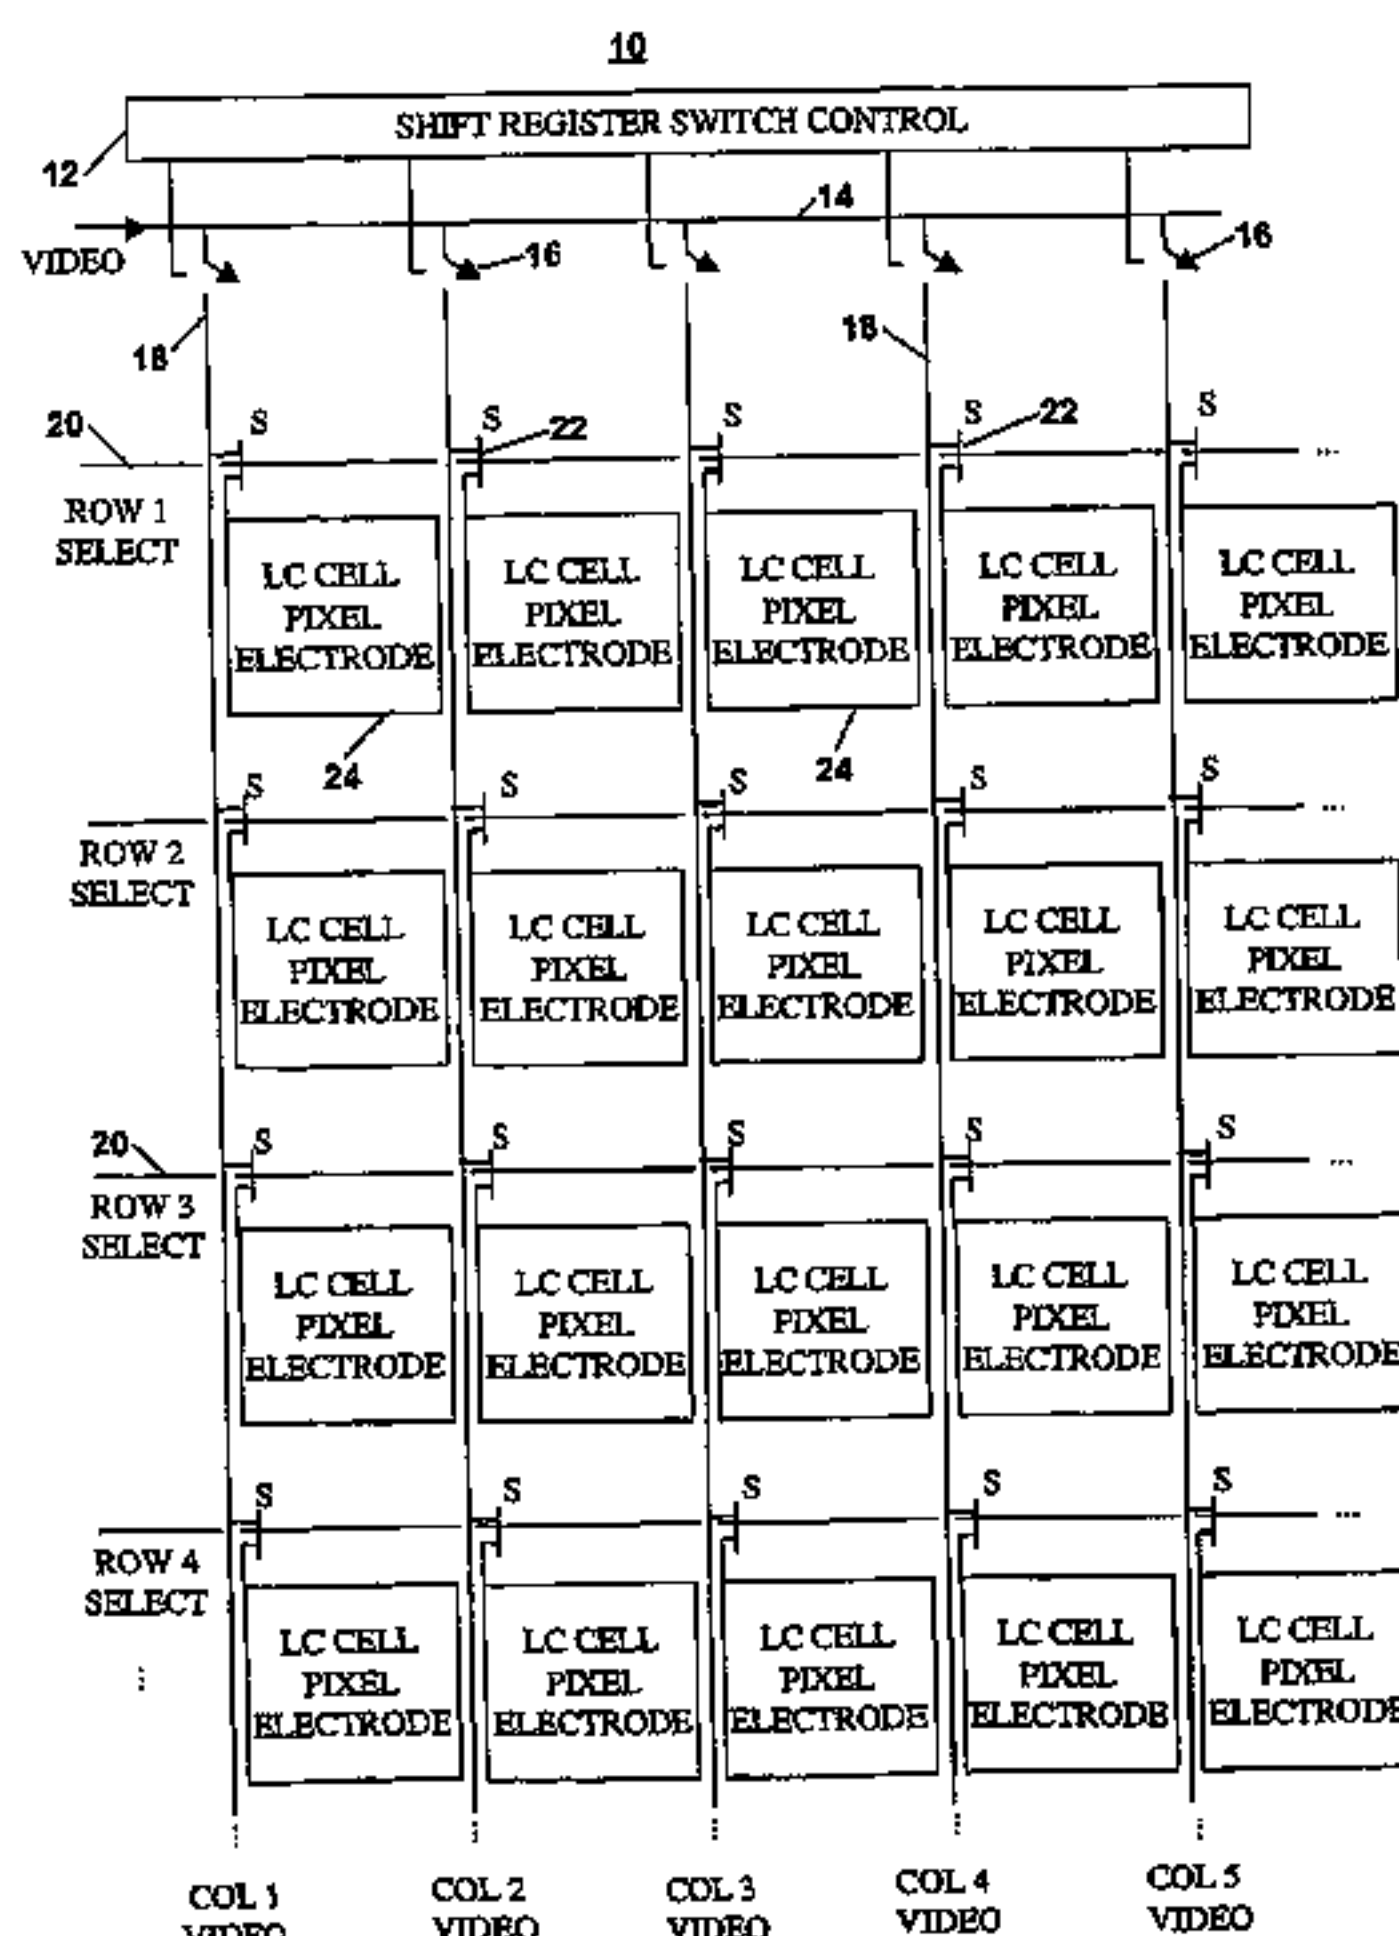 10
SHIFT REGISTER SWITCH CONTROL
12
14
VIDEO
16
16
18
18
S S S S S
20
22
22
ROW 1
SELECT
LC CELL LC CELL LC CELL LC CELL LC CELL
PIXEL PIXEL PIXEL PIXEL PIXEL
ELECTRODE ELECTRODE ELECTRODE ELECTRODE ELECTRODE
24
24
S S S S S
...
ROW 2
SELECT
LC CELL LC CELL LC CELL LC CELL LC CELL
PIXEL PIXEL PIXEL PIXEL PIXEL
ELECTRODE ELECTRODE ELECTRODE ELECTRODE ELECTRODE
S S S S S
20
...
ROW 3
SELECT
LC CELL LC CELL LC CELL LC CELL LC CELL
PIXEL PIXEL PIXEL PIXEL PIXEL
ELECTRODE ELECTRODE ELECTRODE ELECTRODE ELECTRODE
S S S S S
...
ROW 4
SELECT
LC CELL LC CELL LC CELL LC CELL LC CELL
PIXEL PIXEL PIXEL PIXEL PIXEL
ELECTRODE ELECTRODE ELECTRODE ELECTRODE ELECTRODE
COL 1 COL 2 COL 3 COL 4 COL 5
VIDEO VIDEO VIDEO VIDEO VIDEO